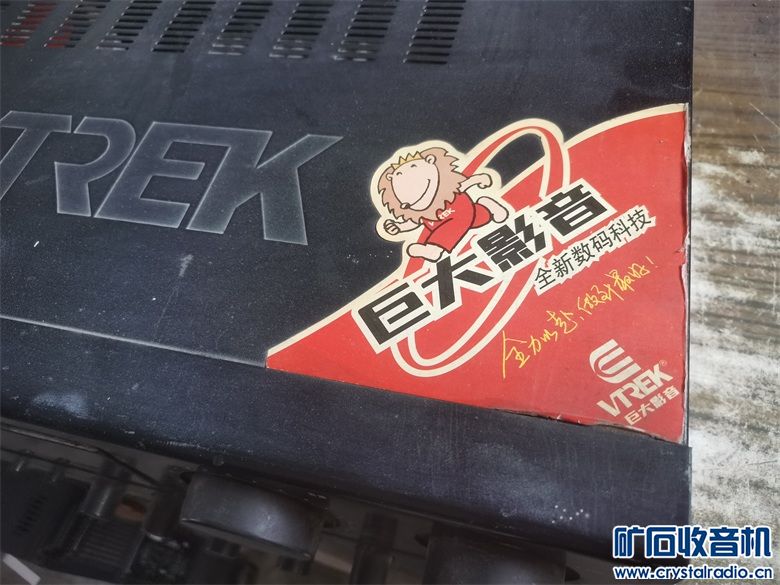 TREK
VTREK
巨大影音
全新数码科技
全力以赴,做到最好!
VTREK®
巨大影音
矿石收音机
www.crystalradio.cn